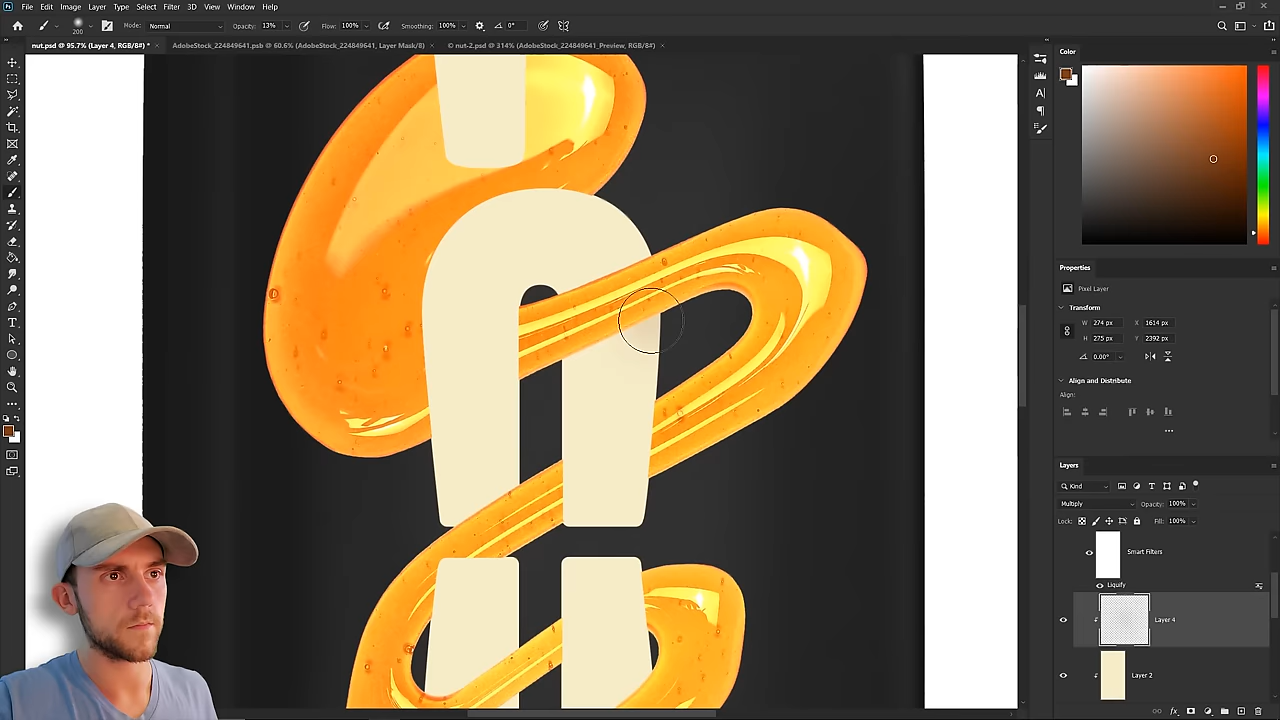 Ps File Edit Image Layer Type Select Filter 3D View Window Help
200 Mode: Normal Opacity: 13% Flow: 100% Smoothing: 100% 0°
nut.psd @ 95.7% (Layer 4, RGB/8#) * × AdobeStock_224849641.psb @ 60.6% (AdobeStock_224849641, Layer Mask/8) × © nut-2.psd @ 314% (AdobeStock_224849641_Preview, RGB/8#) ×
Color
Properties
Pixel Layer
Transform
W 274 px X 1614 px
H 275 px Y 2392 px
0.00°
Align and Distribute
Align:
Layers
Kind
Multiply Opacity: 100%
Lock: Fill: 100%
Smart Filters
Liquify
Layer 4
Layer 2
fx